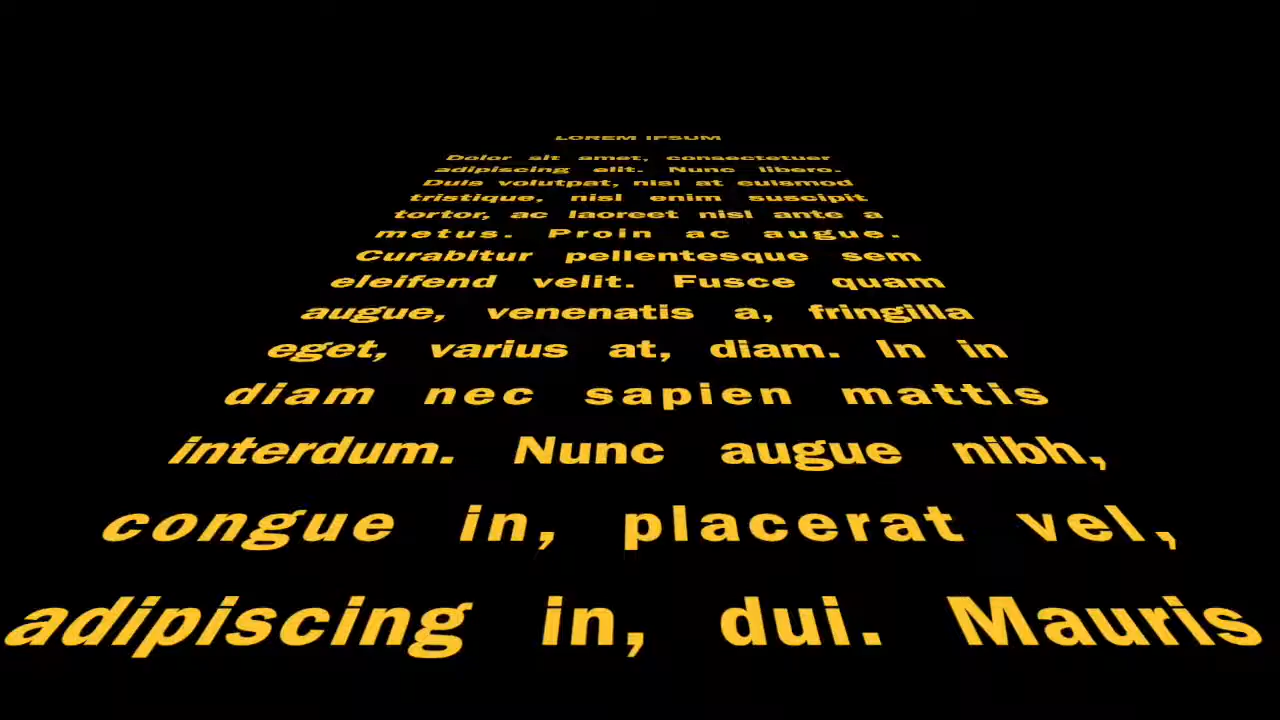 LOREM IPSUM
Dolor sit amet, consectetuer
adipiscing elit. Nunc libero.
Duis volutpat, nisl at euismod
tristique, nisl enim suscipit
tortor, ac laoreet nisl ante a
metus. Proin ac augue.
Curabitur pellentesque sem
eleifend velit. Fusce quam
augue, venenatis a, fringilla
eget, varius at, diam. In in
diam nec sapien mattis
interdum. Nunc augue nibh,
congue in, placerat vel,
adipiscing in, dui. Mauris